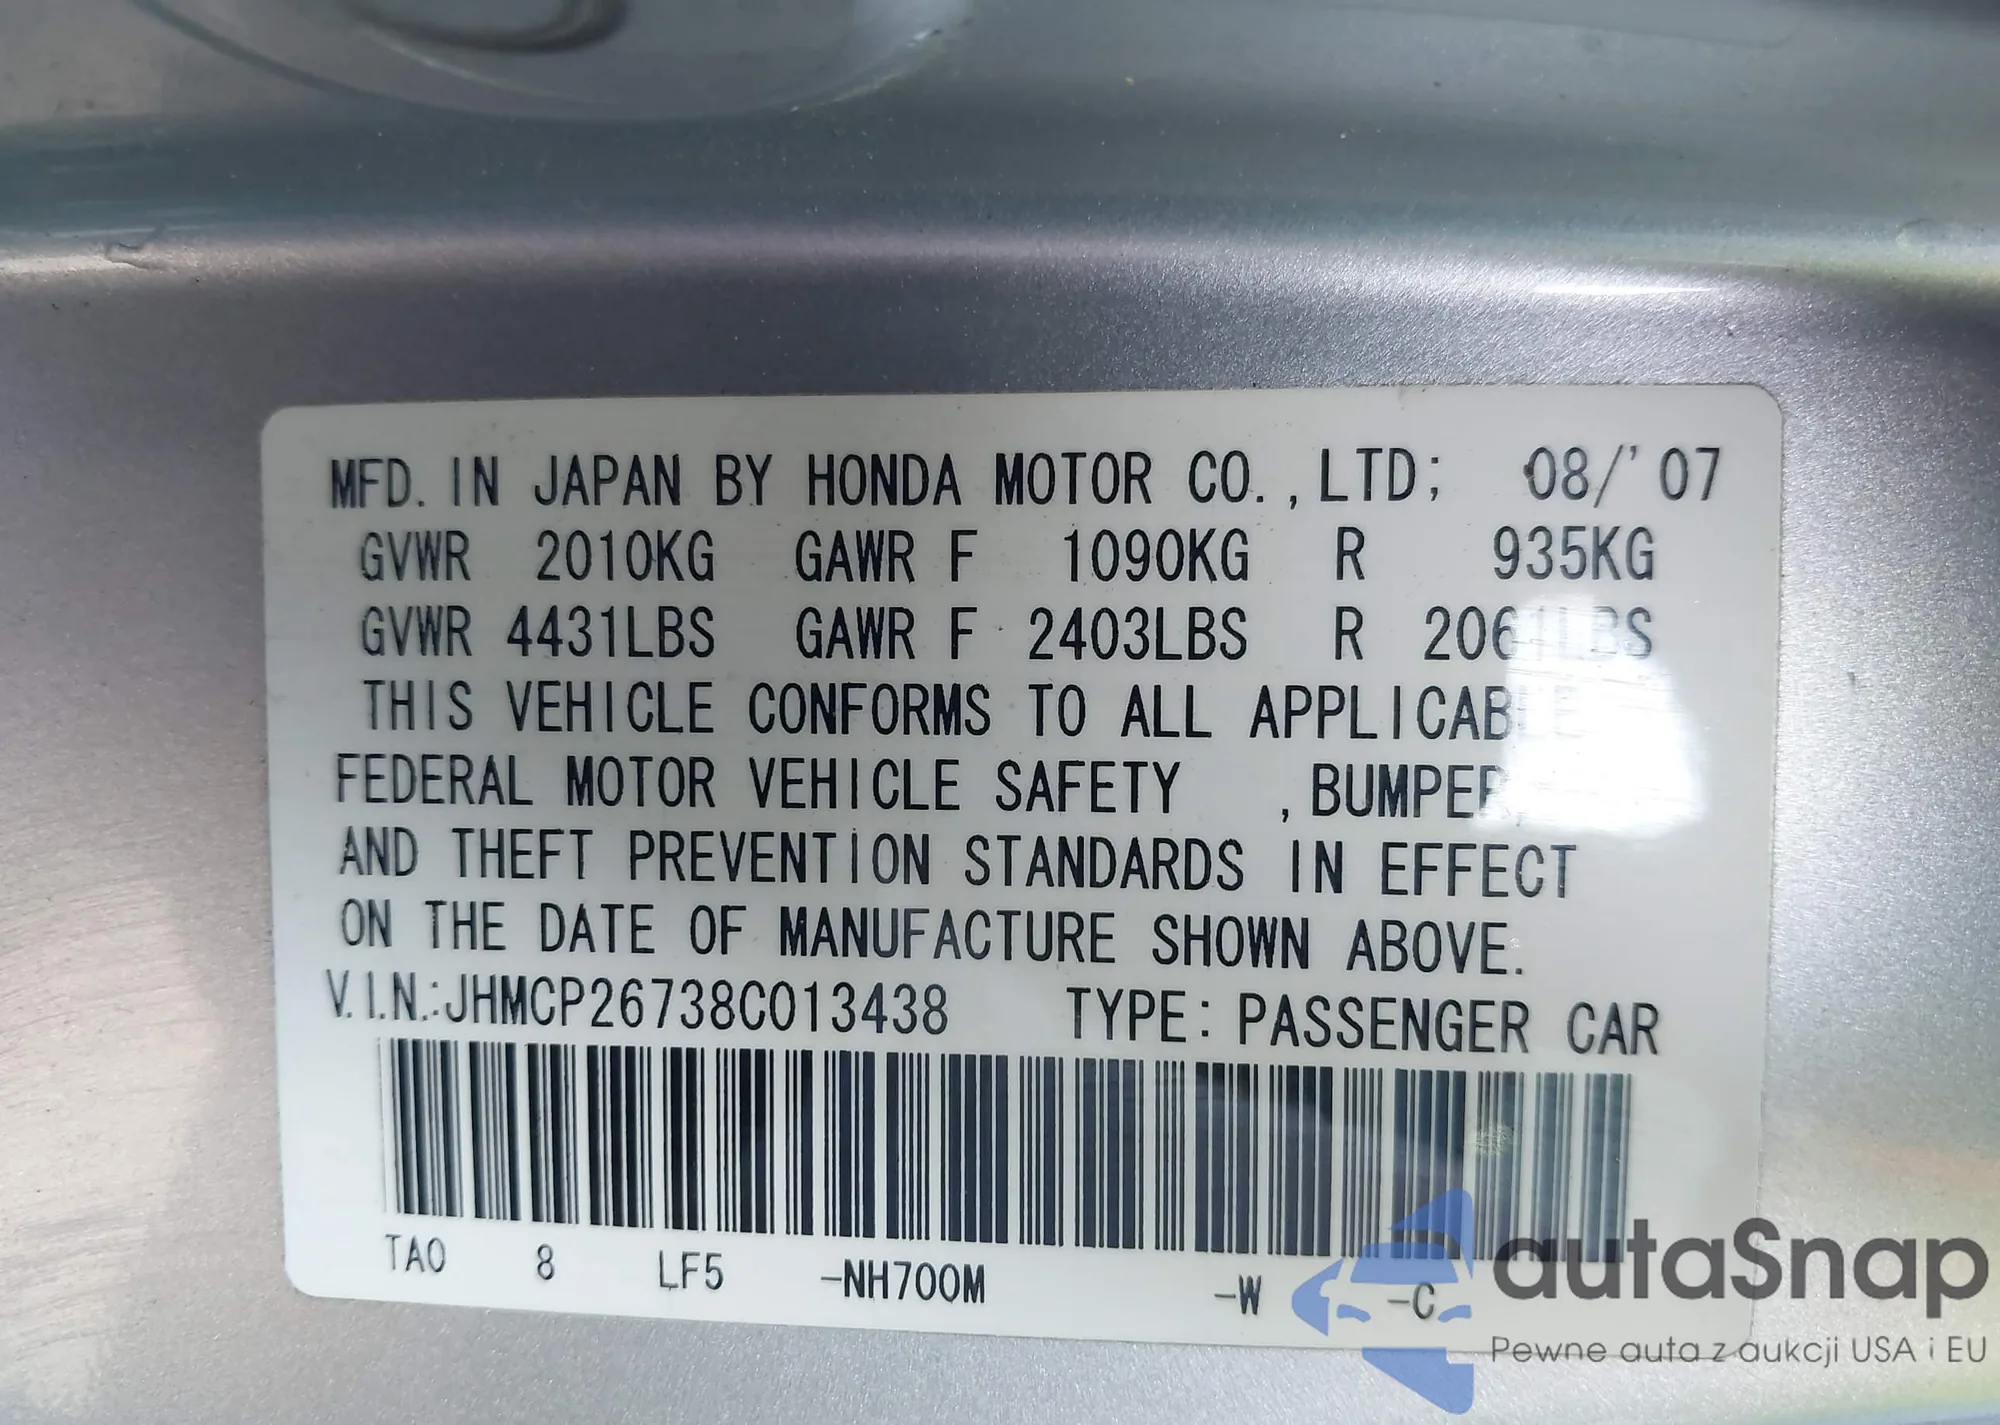 MFD. IN JAPAN BY HONDA MOTOR CO.,LTD; 08/'07
GVWR 2010KG GAWR F 1090KG R 935KG
GVWR 4431LBS GAWR F 2403LBS R 2061LBS
THIS VEHICLE CONFORMS TO ALL APPLICABLE
FEDERAL MOTOR VEHICLE SAFETY ,BUMPER,
AND THEFT PREVENTION STANDARDS IN EFFECT
ON THE DATE OF MANUFACTURE SHOWN ABOVE.
V.I.N.:JHMCP26738C013438 TYPE: PASSENGER CAR
TA0 8 LF5 -NH700M -W -C
autaSnap
Pewne auta z aukcji USA i EU